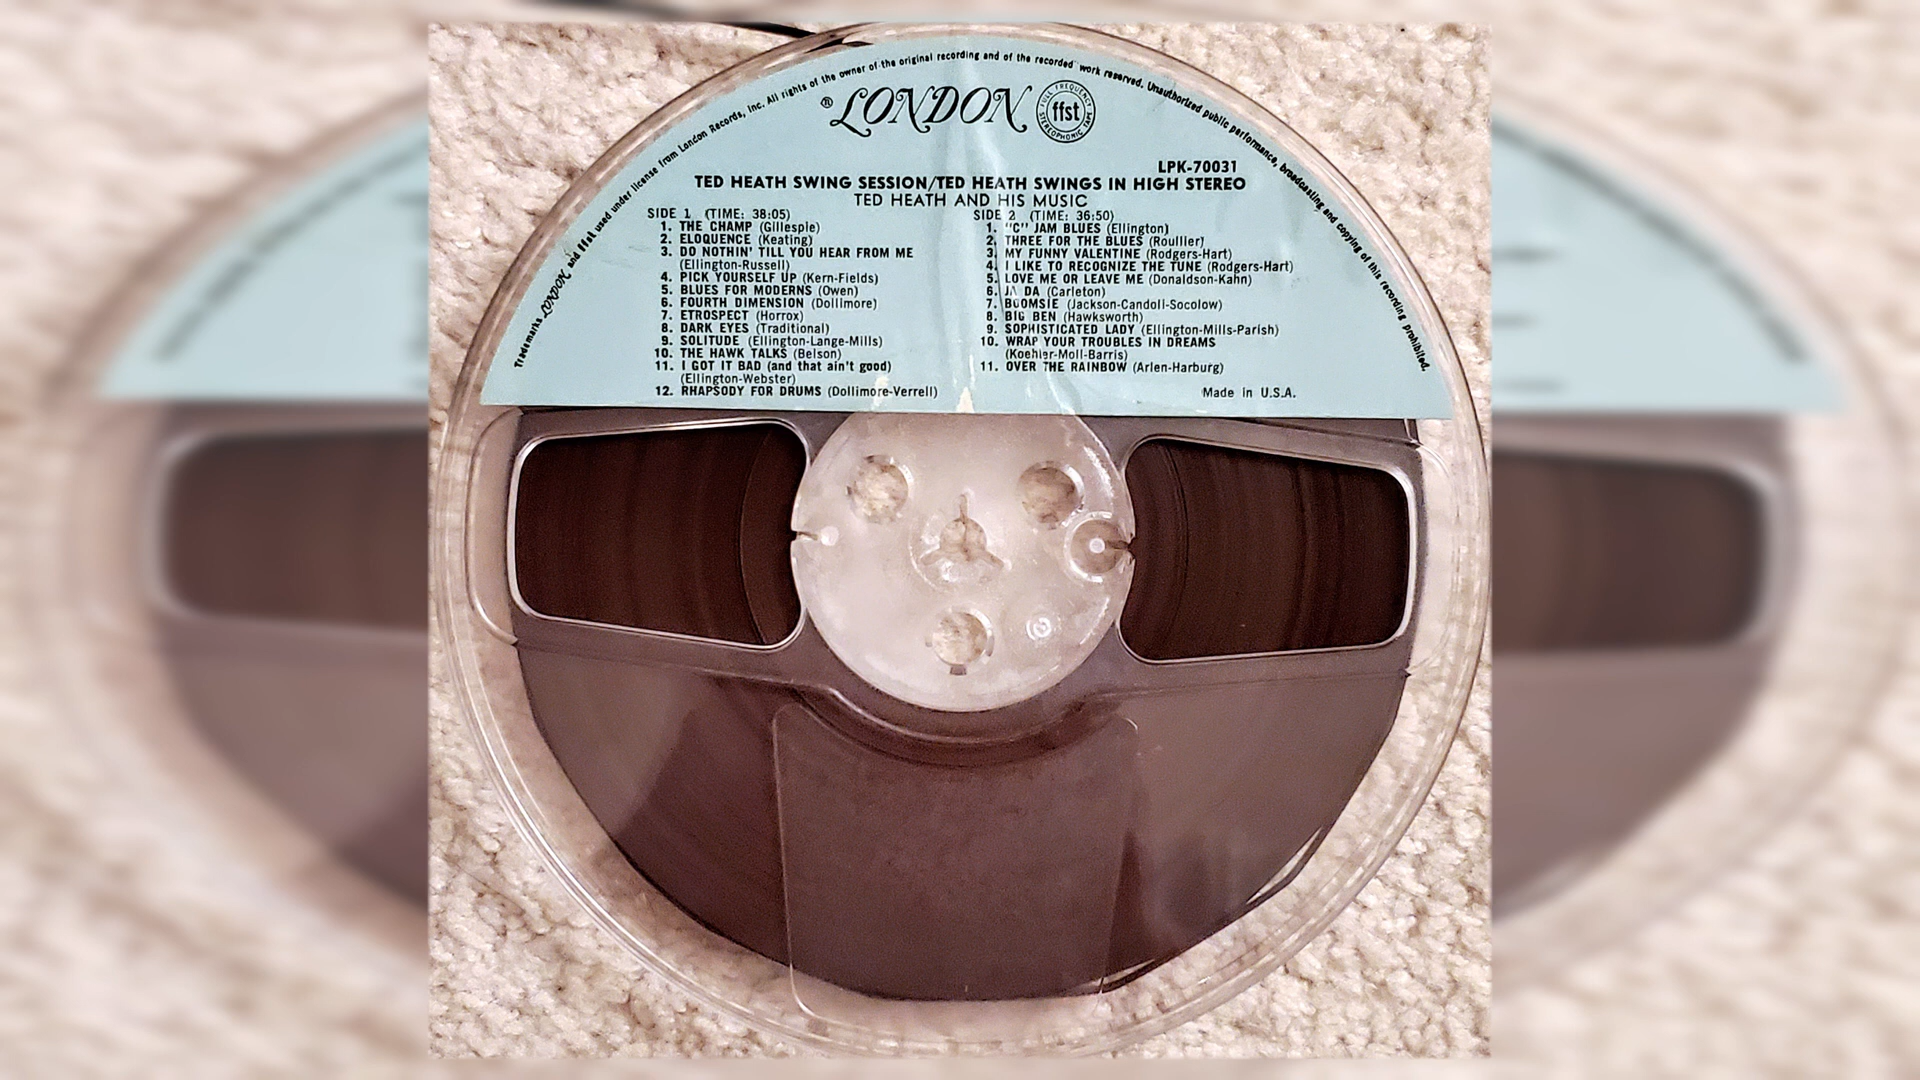 Trademarks LONDON and ffst used under license from London Records, Inc. All rights of the owner of the original recording and of the recorded work reserved. Unauthorized public performance, broadcasting and copying of this recording prohibited.
® LONDON
FULL FREQUENCY
ffst
STEREOPHONIC TAPE
LPK-70031
TED HEATH SWING SESSION/TED HEATH SWINGS IN HIGH STEREO
TED HEATH AND HIS MUSIC
SIDE 1 (TIME: 38:05)
1. THE CHAMP (Gillespie)
2. ELOQUENCE (Keating)
3. DO NOTHIN' TILL YOU HEAR FROM ME
(Ellington-Russell)
4. PICK YOURSELF UP (Kern-Fields)
5. BLUES FOR MODERNS (Owen)
6. FOURTH DIMENSION (Dollimore)
7. ETROSPECT (Horrox)
8. DARK EYES (Traditional)
9. SOLITUDE (Ellington-Lange-Mills)
10. THE HAWK TALKS (Belson)
11. I GOT IT BAD (and that ain't good)
(Ellington-Webster)
12. RHAPSODY FOR DRUMS (Dollimore-Verrell)
SIDE 2 (TIME: 36:50)
1. "C" JAM BLUES (Ellington)
2. THREE FOR THE BLUES (Roullier)
3. MY FUNNY VALENTINE (Rodgers-Hart)
4. I LIKE TO RECOGNIZE THE TUNE (Rodgers-Hart)
5. LOVE ME OR LEAVE ME (Donaldson-Kahn)
6. JA DA (Carleton)
7. BOOMSIE (Jackson-Candoli-Socolow)
8. BIG BEN (Hawksworth)
9. SOPHISTICATED LADY (Ellington-Mills-Parish)
10. WRAP YOUR TROUBLES IN DREAMS
(Koehler-Moll-Barris)
11. OVER THE RAINBOW (Arlen-Harburg)
Made in U.S.A.